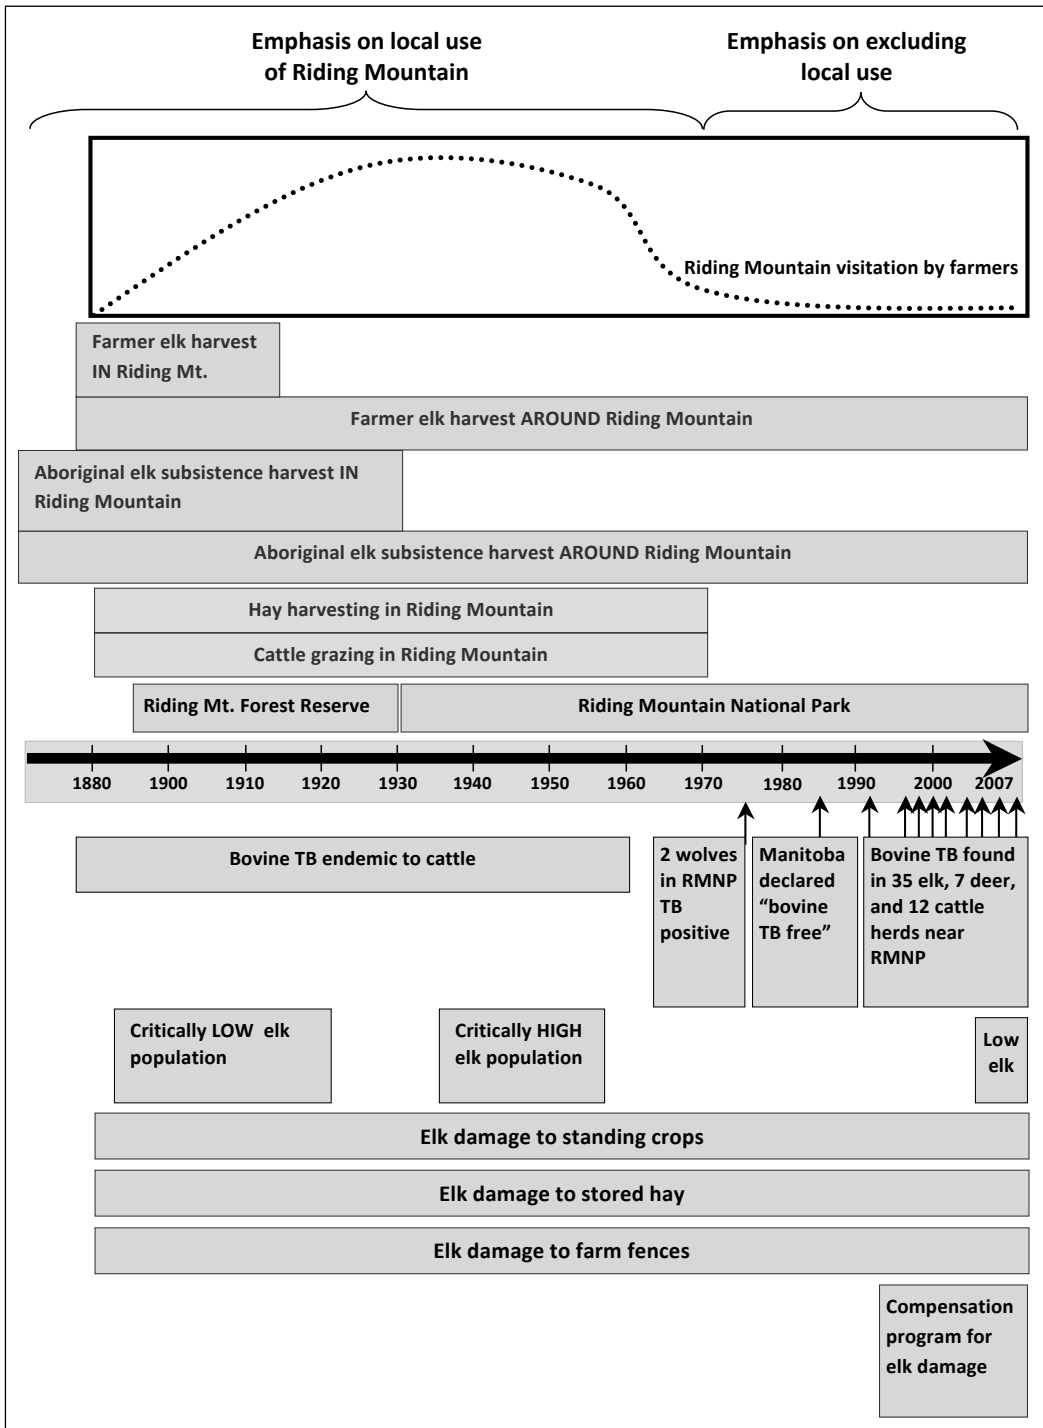 Emphasis on local use
of Riding Mountain
Emphasis on excluding
local use
Riding Mountain visitation by farmers
Farmer elk harvest
IN Riding Mt.
Farmer elk harvest AROUND Riding Mountain
Aboriginal elk subsistence harvest IN
Riding Mountain
Aboriginal elk subsistence harvest AROUND Riding Mountain
Hay harvesting in Riding Mountain
Cattle grazing in Riding Mountain
Riding Mt. Forest Reserve
Riding Mountain National Park
1880 1900 1910 1920 1930 1940 1950 1960 1970 1980 1990 2000 2007
Bovine TB endemic to cattle
2 wolves
in RMNP
TB
positive
Manitoba
declared
“bovine
TB free”
Bovine TB found
in 35 elk, 7 deer,
and 12 cattle
herds near
RMNP
Critically LOW elk
population
Critically HIGH
elk population
Low
elk
Elk damage to standing crops
Elk damage to stored hay
Elk damage to farm fences
Compensation
program for
elk damage